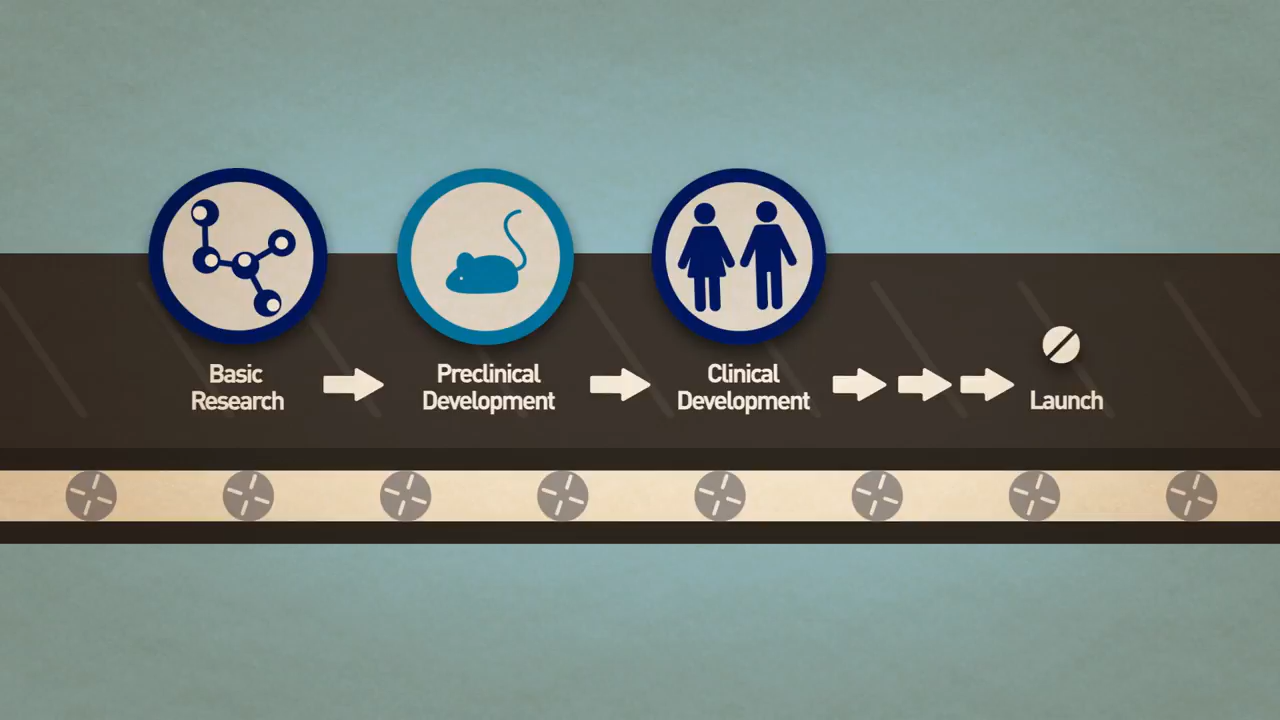 Basic
Research
Preclinical
Development
Clinical
Development
Launch